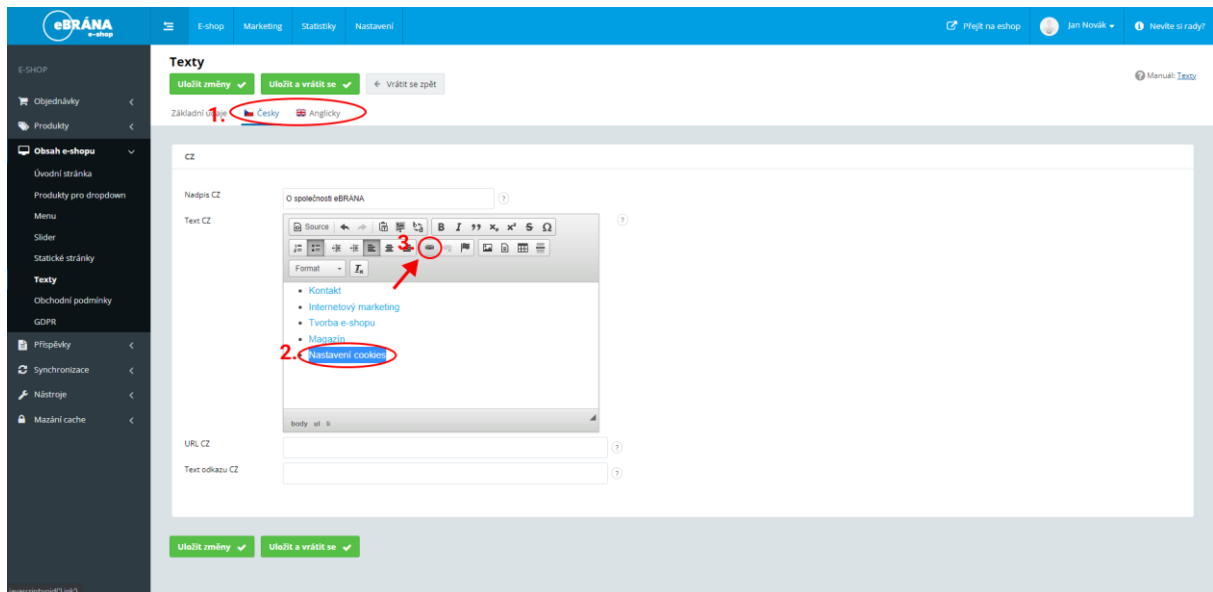 eBRÁNA
e-shop
E-shop Marketing Statistiky Nastavení
Přejít na eshop Jan Novák Nevíte si rady?
E-SHOP
Objednávky
Produkty
Obsah e-shopu
Úvodní stránka
Produkty pro dropdown
Menu
Slider
Statické stránky
Texty
Obchodní podmínky
GDPR
Příspěvky
Synchronizace
Nástroje
Mazání cache
Texty
Uložit změny Uložit a vrátit se Vrátit se zpět
Manuál: Texty
Základní údaje Česky Anglicky
1.
CZ
Nadpis CZ O společnosti eBRÁNA ?
Text CZ ?
Source B I x₂ x² S Ω
3.
Format Tx
Kontakt
Internetový marketing
Tvorba e-shopu
Magazín
2. Nastavení cookies
body ul li
URL CZ ?
Text odkazu CZ ?
Uložit změny Uložit a vrátit se